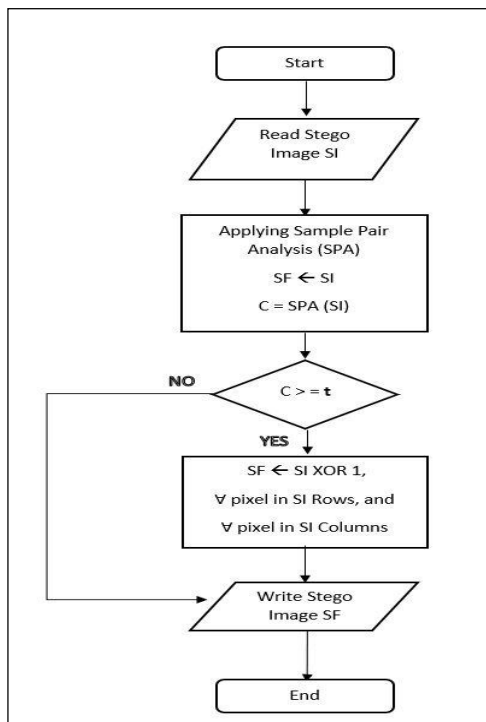 Start
Read Stego
Image SI
Applying Sample Pair
Analysis (SPA)
SF ← SI
C = SPA (SI)
NO
C > = t
YES
SF ← SI XOR 1,
∀ pixel in SI Rows, and
∀ pixel in SI Columns
Write Stego
Image SF
End